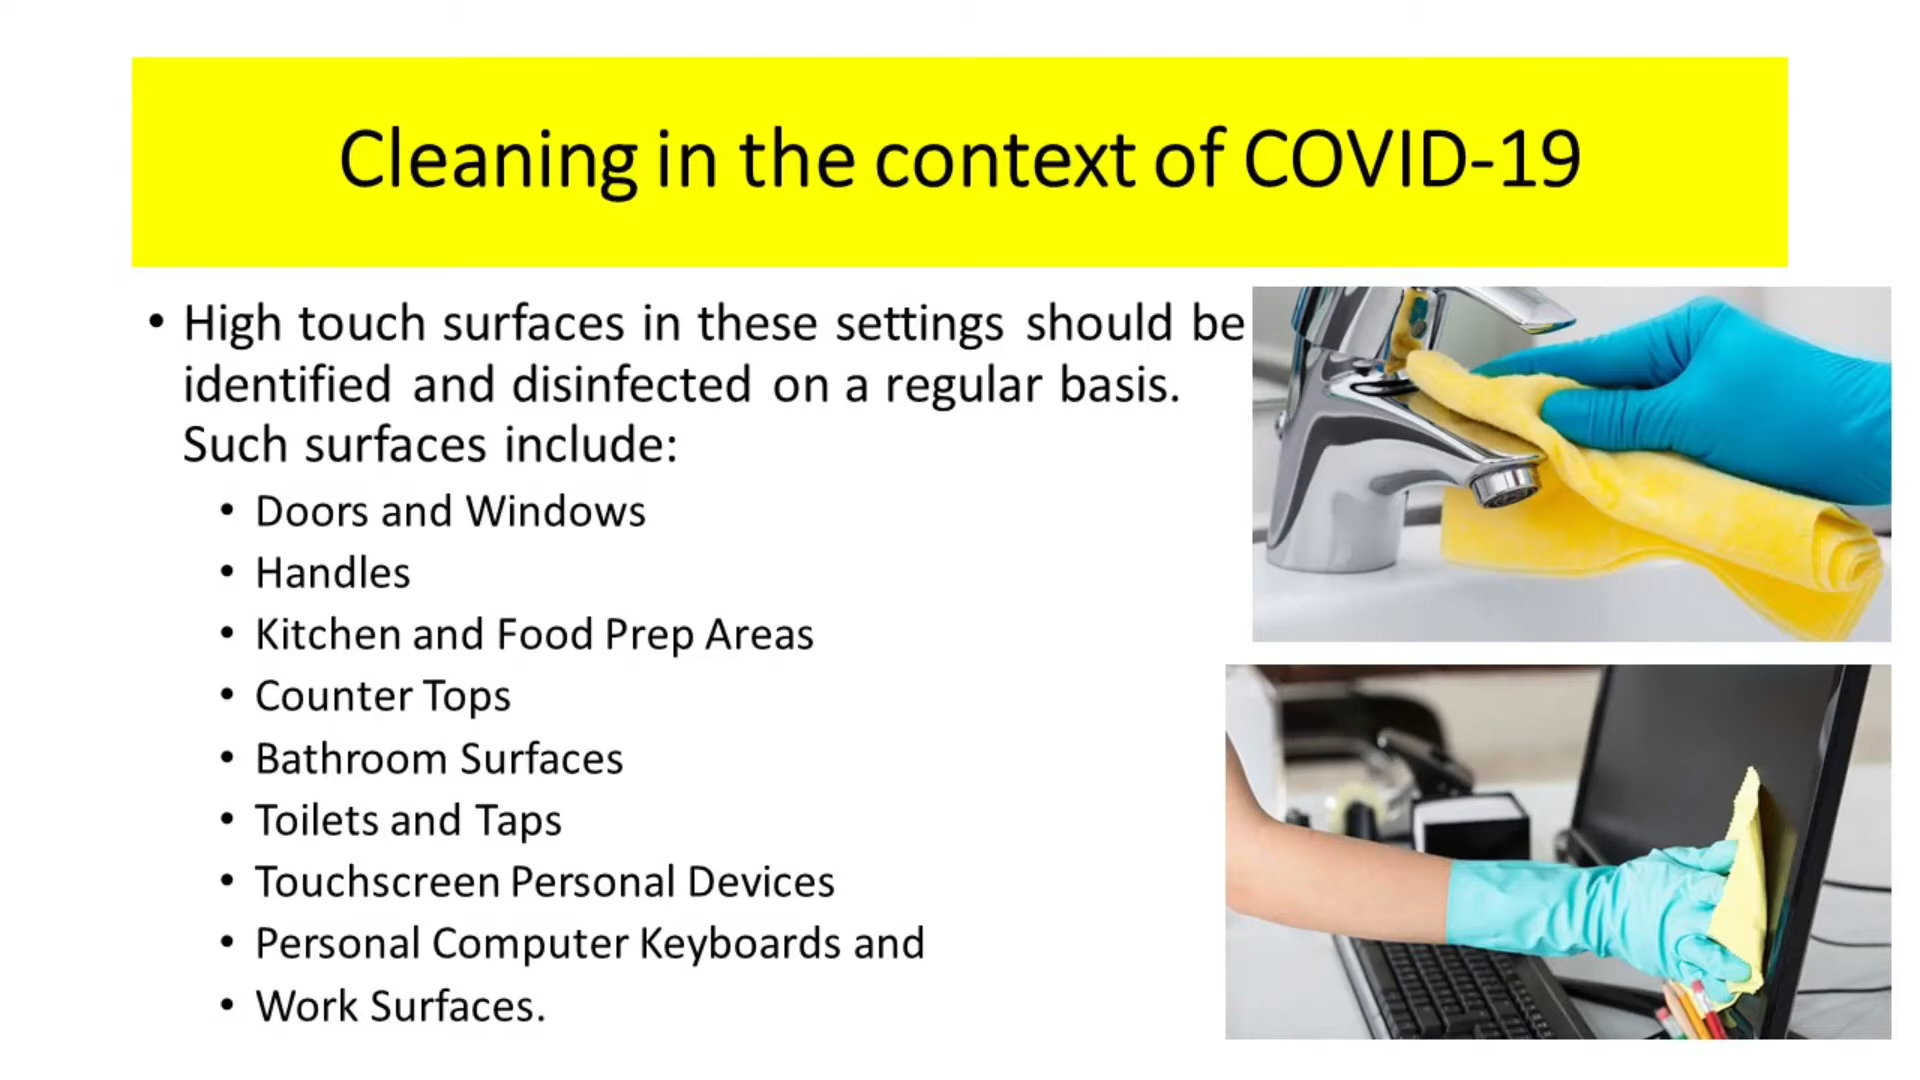 Cleaning in the context of COVID-19
• High touch surfaces in these settings should be
identified and disinfected on a regular basis.
Such surfaces include:
• Doors and Windows
• Handles
• Kitchen and Food Prep Areas
• Counter Tops
• Bathroom Surfaces
• Toilets and Taps
• Touchscreen Personal Devices
• Personal Computer Keyboards and
• Work Surfaces.